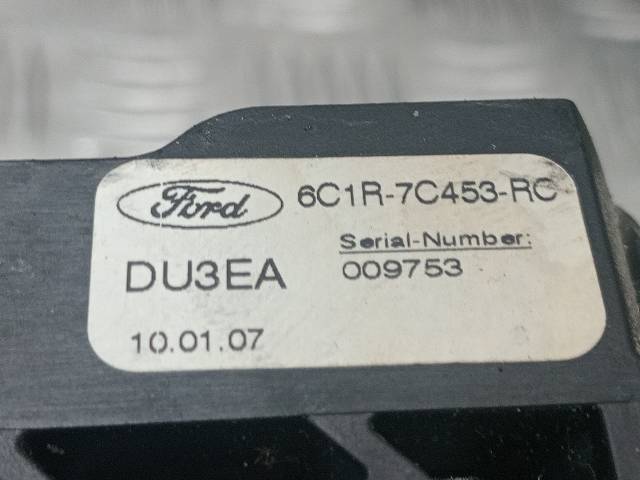 Ford 6C1R-7C453-RC
Serial-Number:
DU3EA 009753
10.01.07